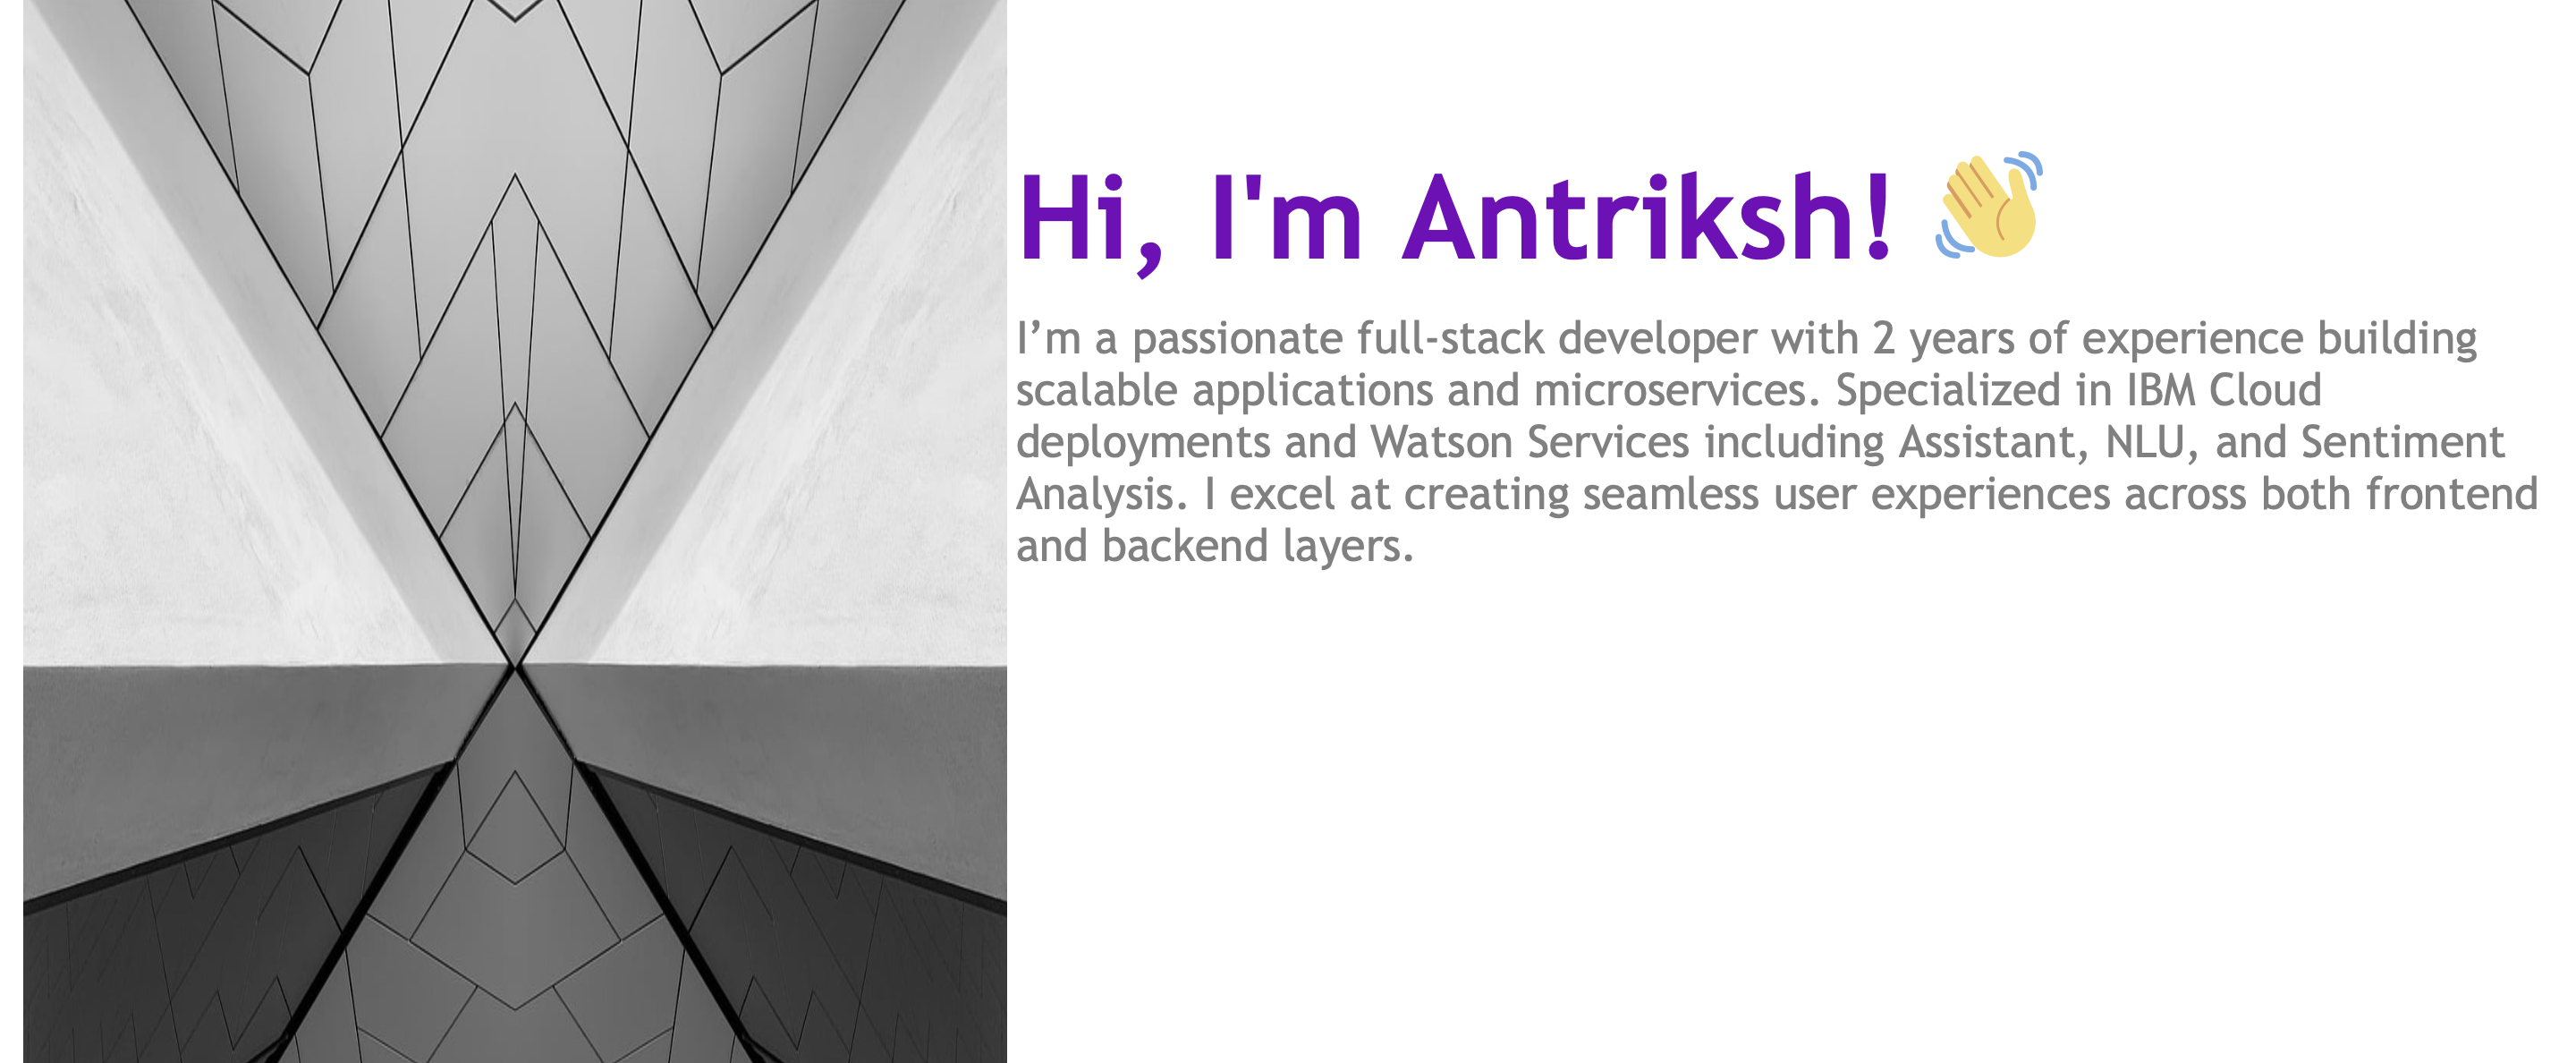 Hi, I'm Antriksh! 👋
I’m a passionate full-stack developer with 2 years of experience building
scalable applications and microservices. Specialized in IBM Cloud
deployments and Watson Services including Assistant, NLU, and Sentiment
Analysis. I excel at creating seamless user experiences across both frontend
and backend layers.